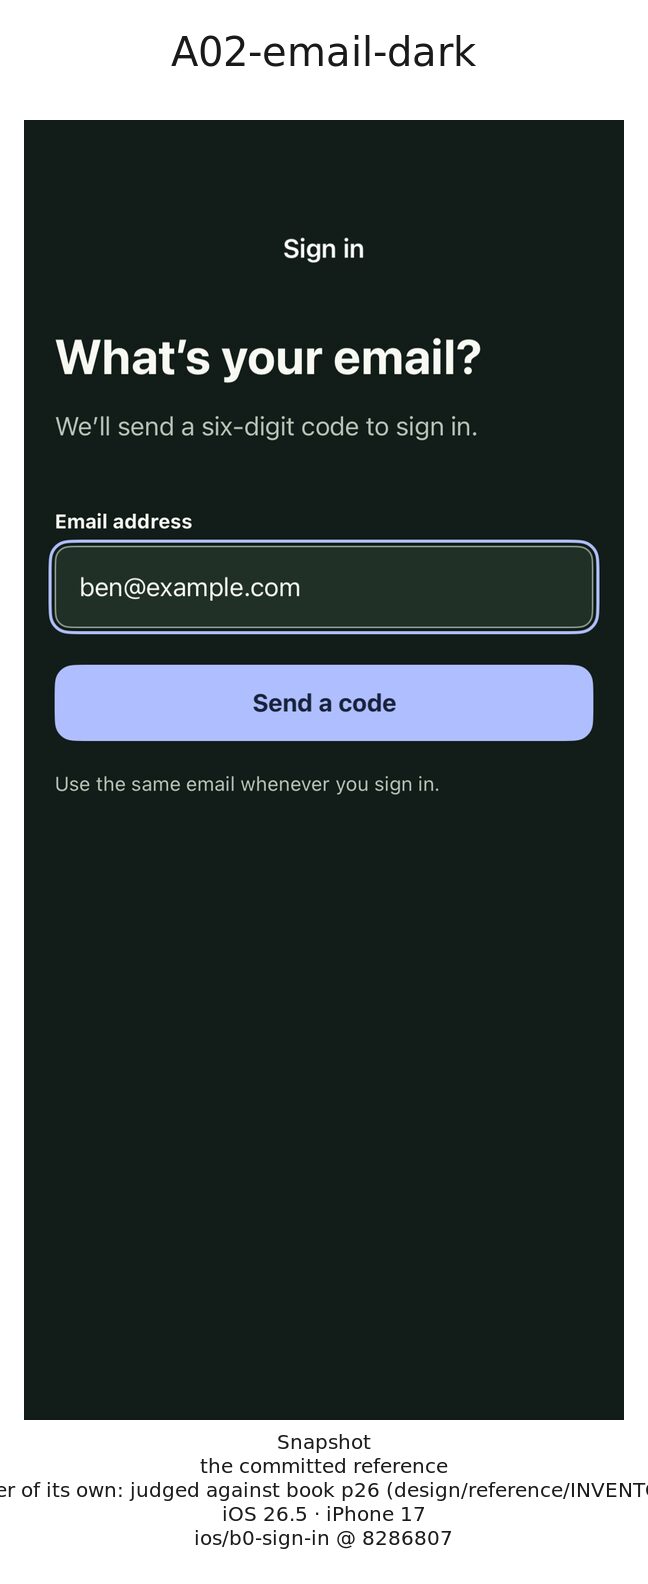 A02-email-dark
Sign in
What’s your email?
We’ll send a six-digit code to sign in.
Email address
ben@example.com
Send a code
Use the same email whenever you sign in.
Snapshot
the committed reference
of its own: judged against book p26 (design/reference/
iOS 26.5 · iPhone 17
ios/b0-sign-in @ 8286807